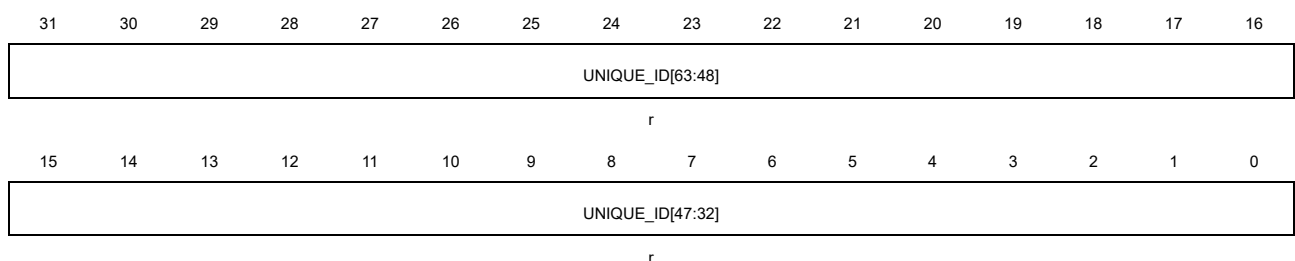 31 30 29 28 27 26 25 24 23 22 21 20 19 18 17 16
UNIQUE_ID[63:48]
r
15 14 13 12 11 10 9 8 7 6 5 4 3 2 1 0
UNIQUE_ID[47:32]
r